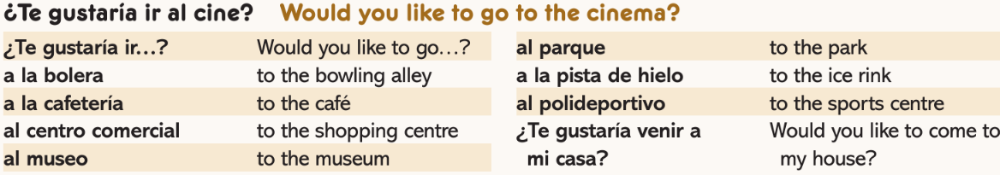 ¿Te gustaría ir al cine? Would you like to go to the cinema?
¿Te gustaría ir…? Would you like to go…?
a la bolera to the bowling alley
a la cafetería to the café
al centro comercial to the shopping centre
al museo to the museum
al parque to the park
a la pista de hielo to the ice rink
al polideportivo to the sports centre
¿Te gustaría venir a Would you like to come to
mi casa? my house?